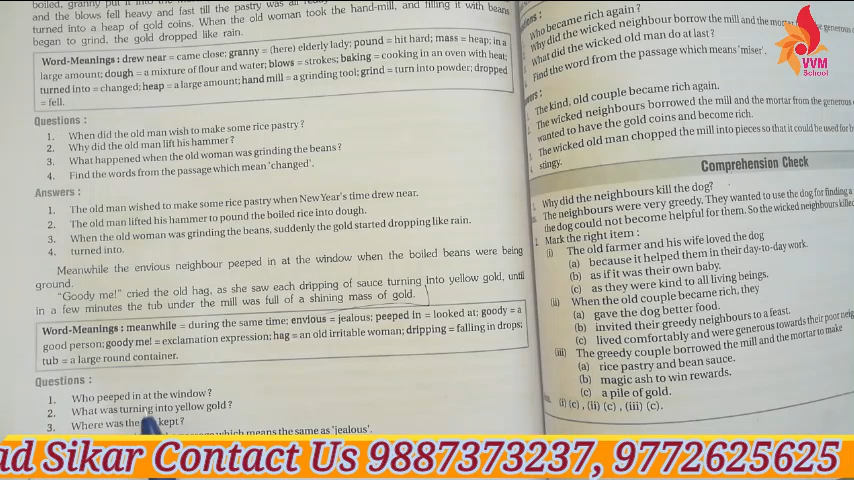 boiled, granny put it into the
and the blows fell heavy and fast till the pastry was all ready
turned into a heap of gold coins. When the old woman took the hand-mill, and filling it with beans
began to grind, the gold dropped like rain.
Word-Meanings : drew near = came close; granny = (here) elderly lady; pound = hit hard; mass = heap; in a
large amount; dough = a mixture of flour and water; blows = strokes; baking = cooking in an oven with heat;
turned into = changed; heap = a large amount; hand mill = a grinding tool; grind = turn into powder; dropped
= fell.
Questions :
1. When did the old man wish to make some rice pastry ?
2. Why did the old man lift his hammer ?
3. What happened when the old woman was grinding the beans ?
4. Find the words from the passage which mean 'changed'.
Answers :
1. The old man wished to make some rice pastry when New Year's time drew near.
2. The old man lifted his hammer to pound the boiled rice into dough.
3. When the old woman was grinding the beans, suddenly the gold started dropping like rain.
4. turned into.
Meanwhile the envious neighbour peeped in at the window when the boiled beans were being
ground.
"Goody me!" cried the old hag, as she saw each dripping of sauce turning into yellow gold, until
in a few minutes the tub under the mill was full of a shining mass of gold.
Word-Meanings : meanwhile = during the same time; envious = jealous; peeped in = looked at; goody = a
good person; goody me! = exclamation expression; hag = an old irritable woman; dripping = falling in drops;
tub = a large round container.
Questions :
1. Who peeped in at the window ?
2. What was turning into yellow gold ?
3. Where was the kept ?
which means the same as 'jealous'.
Who became rich again ?
Why did the wicked neighbour borrow the mill and the mortar from the generous
What did the wicked old man do at last ?
Find the word from the passage which means 'miser'.
The kind, old couple became rich again.
The wicked neighbours borrowed the mill and the mortar from the generous
wanted to have the gold coins and become rich.
The wicked old man chopped the mill into pieces so that it could be used for
stingy.
Comprehension Check
Why did the neighbours kill the dog?
The neighbours were very greedy. They wanted to use the dog for finding a
the dog could not become helpful for them. So the wicked neighbours killed
2. Mark the right item :
(i) The old farmer and his wife loved the dog
(a) because it helped them in their day-to-day work.
(b) as if it was their own baby.
(c) as they were kind to all living beings.
(ii) When the old couple became rich, they
(a) gave the dog better food.
(b) invited their greedy neighbours to a feast.
(c) lived comfortably and were generous towards their poor
(iii) The greedy couple borrowed the mill and the mortar to make
(a) rice pastry and bean sauce.
(b) magic ash to win rewards.
(c) a pile of gold.
(i) (c) , (ii) (c) , (iii) (c).
VVM
School
ad Sikar Contact Us 9887373237, 9772625625